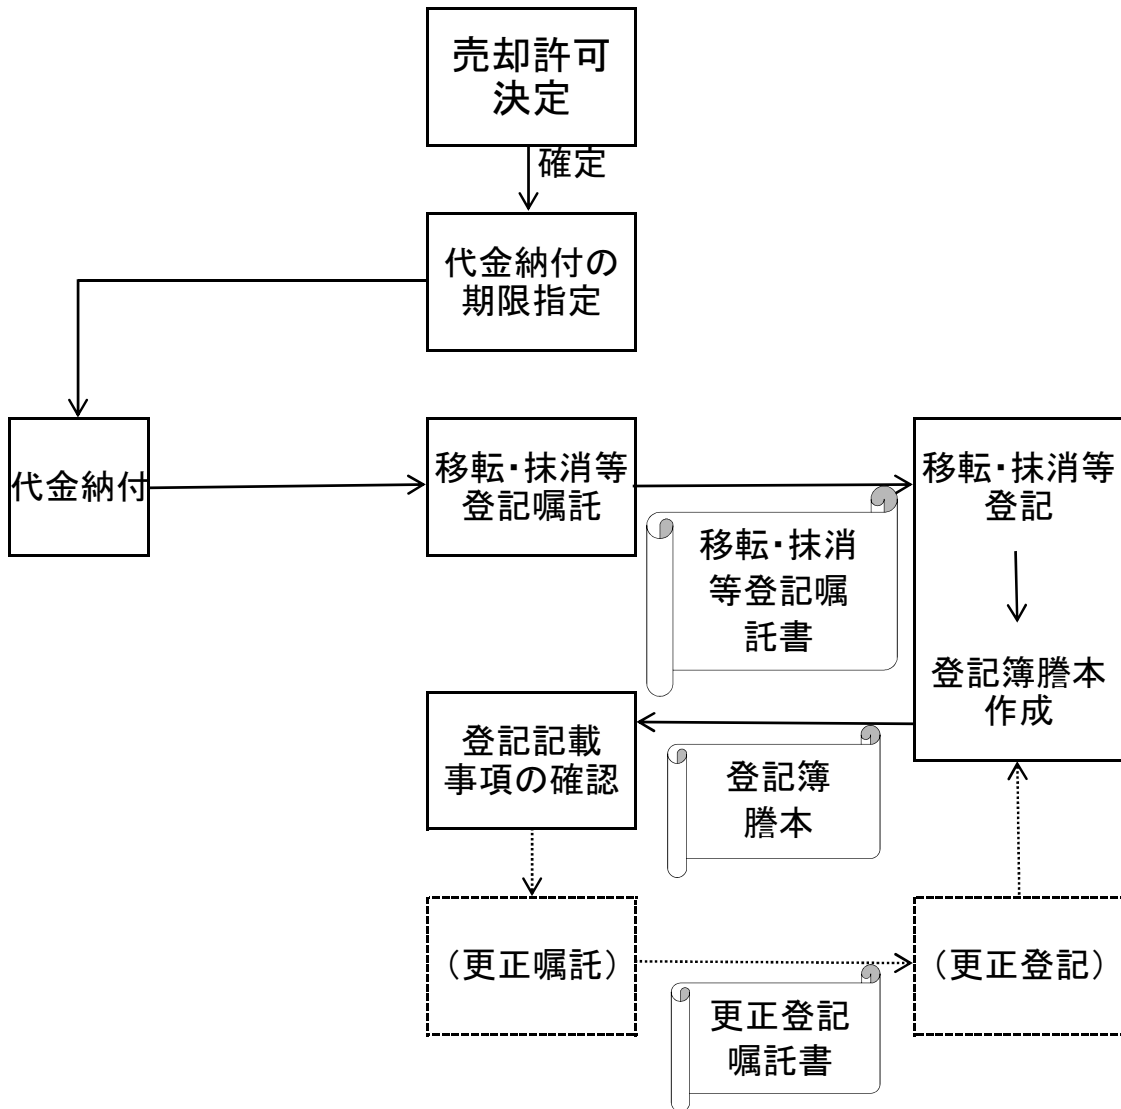 売却許可
決定
確定
代金納付の
期限指定
代金納付
移転・抹消等
登記嘱託
移転・抹消
等登記嘱
託書
移転・抹消等
登記
登記簿謄本
作成
登記記載
事項の確認
登記簿
謄本
（更正嘱託）
更正登記
嘱託書
（更正登記）